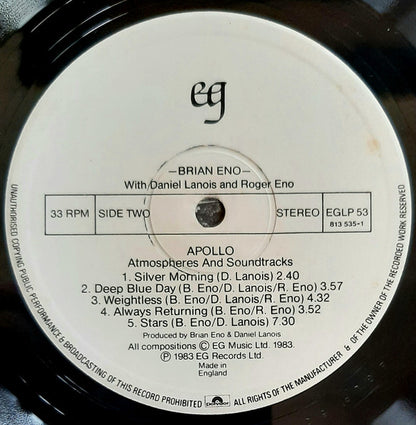 eg
—BRIAN ENO—
With Daniel Lanois and Roger Eno
33 RPM SIDE TWO STEREO EGLP 53
813 535-1
APOLLO
Atmospheres And Soundtracks
1. Silver Morning (D. Lanois) 2.40
2. Deep Blue Day (B. Eno/D. Lanois/R. Eno) 3.57
3. Weightless (B. Eno/D. Lanois/R. Eno) 4.32
4. Always Returning (B. Eno/R. Eno) 3.52
5. Stars (B. Eno/D. Lanois) 7.30
Produced by Brian Eno & Daniel Lanois
All compositions © EG Music Ltd. 1983.
℗ 1983 EG Records Ltd.
Made in
England
UNAUTHORISED COPYING PUBLIC PERFORMANCE & BROADCASTING OF THIS RECORD PROHIBITED
Polydor
ALL RIGHTS OF THE MANUFACTURER & OF THE OWNER OF THE RECORDED WORK RESERVED